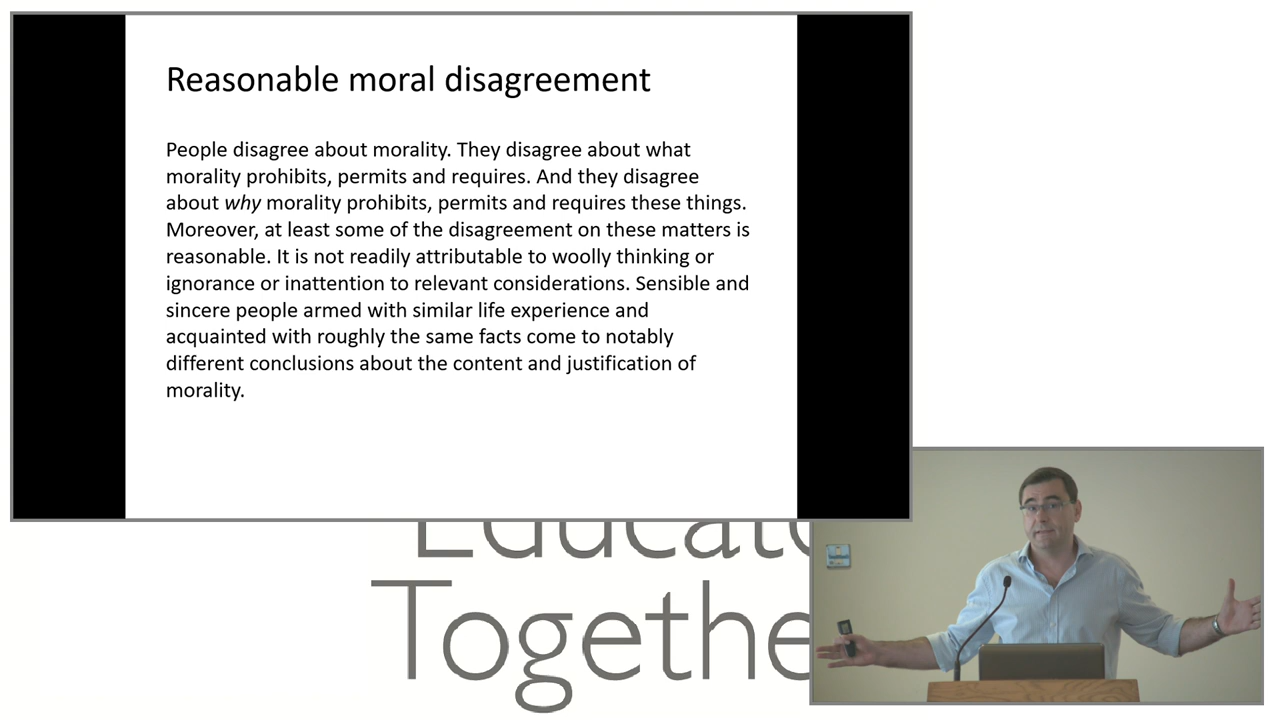 Reasonable moral disagreement
People disagree about morality. They disagree about what
morality prohibits, permits and requires. And they disagree
about why morality prohibits, permits and requires these things.
Moreover, at least some of the disagreement on these matters is
reasonable. It is not readily attributable to woolly thinking or
ignorance or inattention to relevant considerations. Sensible and
sincere people armed with similar life experience and
acquainted with roughly the same facts come to notably
different conclusions about the content and justification of
morality.
Educat
Togethe